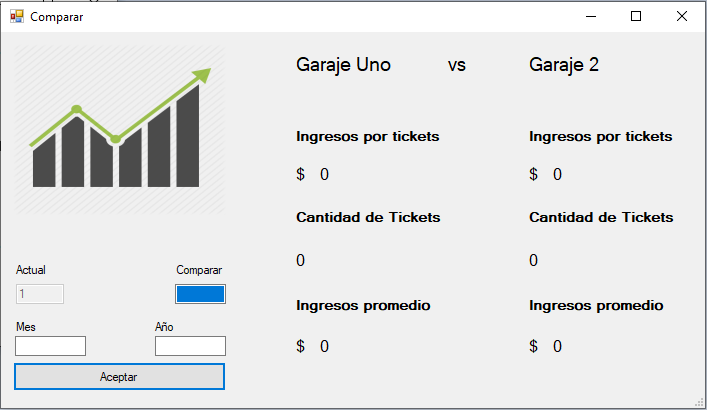 Comparar
Garaje Uno vs Garaje 2
Ingresos por tickets Ingresos por tickets
$ 0 $ 0
Cantidad de Tickets Cantidad de Tickets
0 0
Ingresos promedio Ingresos promedio
$ 0 $ 0
Actual Comparar
1
Mes Año
Aceptar